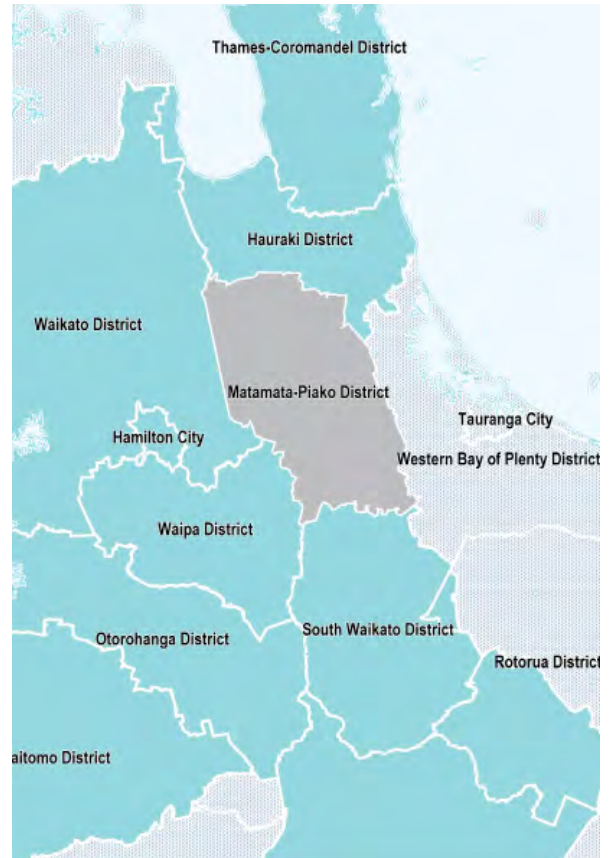 Thames-Coromandel District
Hauraki District
Waikato District
Matamata-Piako District
Tauranga City
Hamilton City
Western Bay of Plenty District
Waipa District
South Waikato District
Otorohanga District
Rotorua District
aitomo District